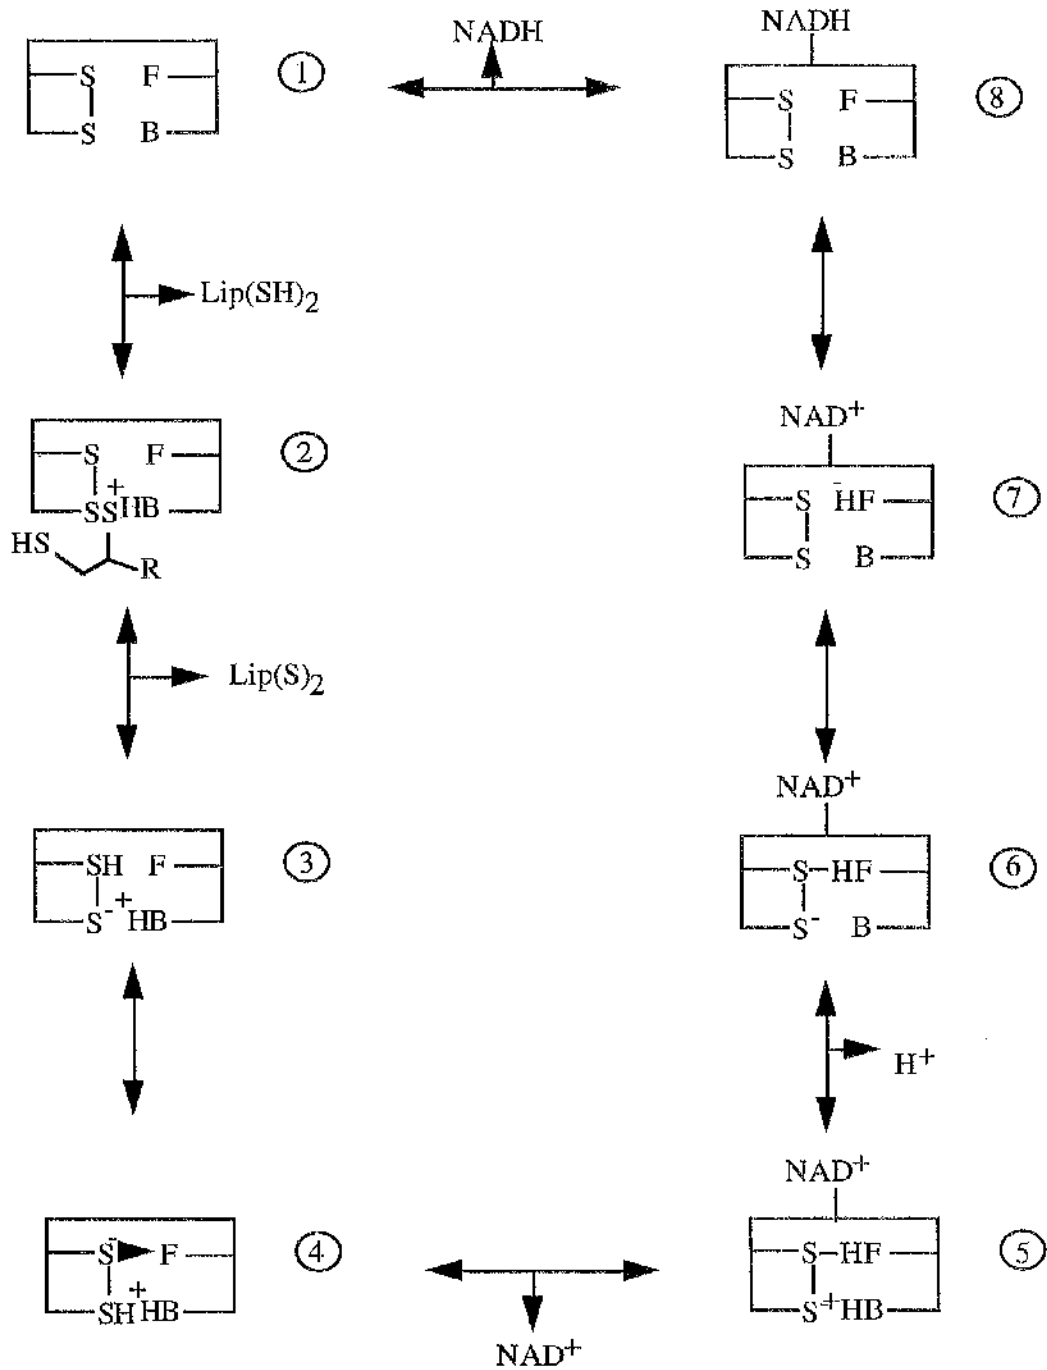 NADH
NADH
S F
S B
1
S F
S B
8
Lip(SH)2
NAD+
S F
+
SSHB
HS
R
2
S -HF
S B
7
Lip(S)2
NAD+
SH F
S- +HB
3
S-HF
S- B
6
H+
NAD+
S- F
+
SH HB
4
S-HF
S+HB
5
NAD+